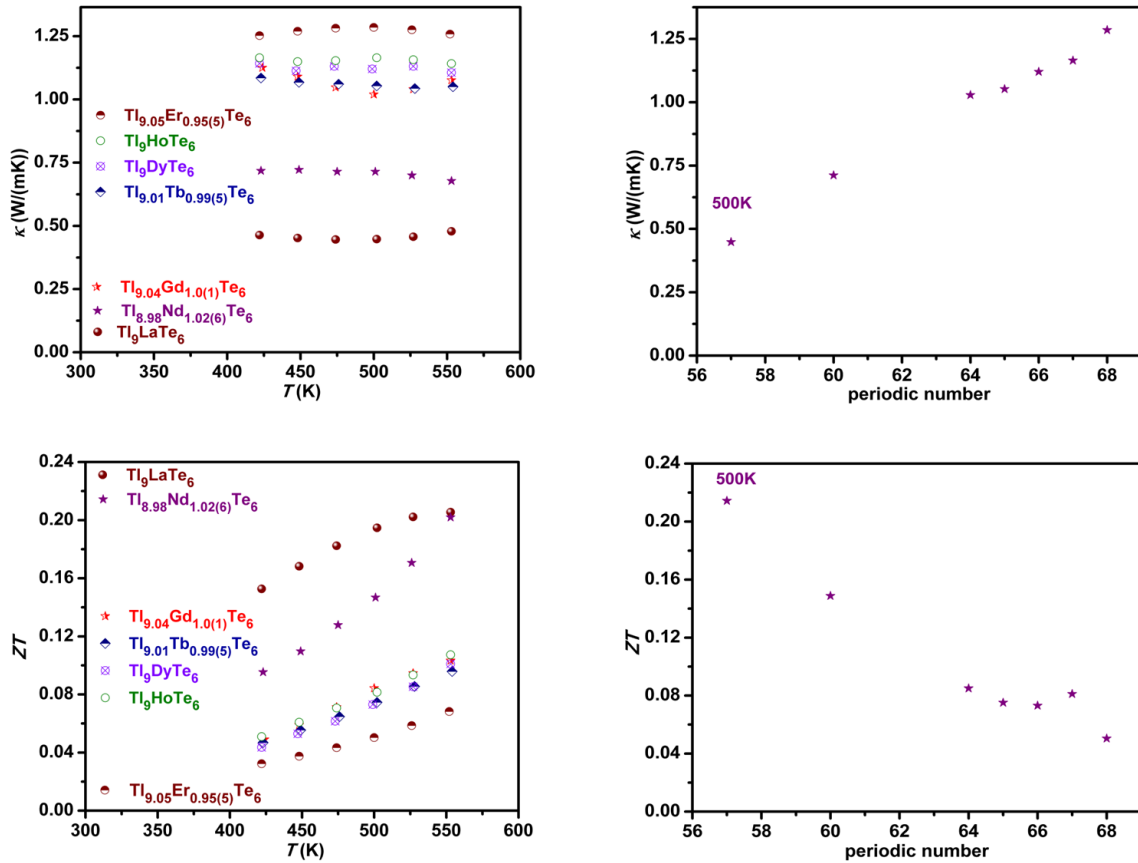 1.25
1.00
0.75
0.50
0.25
0.00
κ (W/(mK))
Tl9.05Er0.95(5)Te6
Tl9HoTe6
Tl9DyTe6
Tl9.01Tb0.99(5)Te6
Tl9.04Gd1.0(1)Te6
Tl8.98Nd1.02(6)Te6
Tl9LaTe6
300 350 400 450 500 550 600
T (K)
1.25
1.00
0.75
0.50
0.25
0.00
κ (W/(mK))
500K
56 58 60 62 64 66 68
periodic number
0.24
0.20
0.16
0.12
0.08
0.04
0.00
ZT
Tl9LaTe6
Tl8.98Nd1.02(6)Te6
Tl9.04Gd1.0(1)Te6
Tl9.01Tb0.99(5)Te6
Tl9DyTe6
Tl9HoTe6
Tl9.05Er0.95(5)Te6
300 350 400 450 500 550 600
T (K)
0.24
0.20
0.16
0.12
0.08
0.04
0.00
ZT
500K
56 58 60 62 64 66 68
periodic number